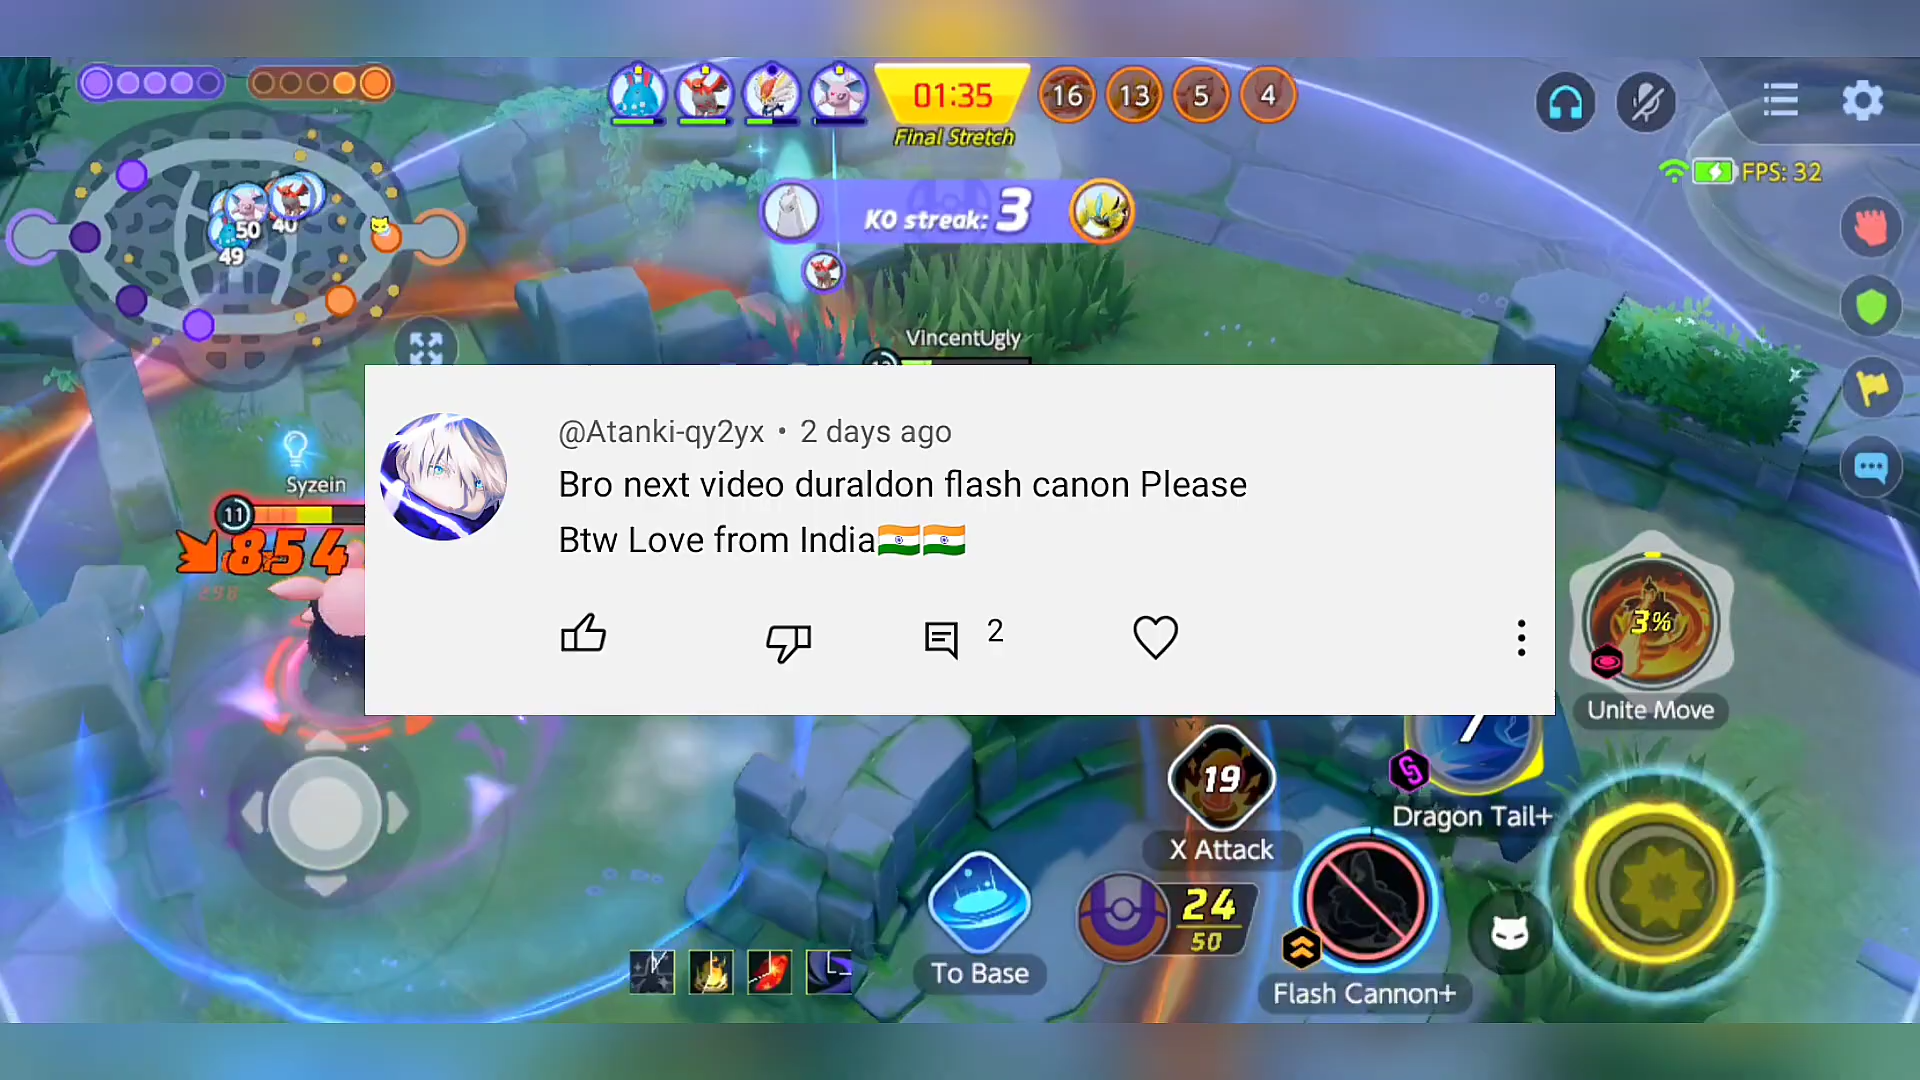 01:35
16 13 5 4
Final Stretch
FPS: 32
KO streak: 3
50 40
49
VincentUgly
@Atanki-qy2yx • 2 days ago
Bro next video duraldon flash canon Please
Btw Love from India🇮🇳🇮🇳
2
Syzein
11
854
298
3%
Unite Move
7
Dragon Tail+
19
X Attack
24
50
To Base
Flash Cannon+